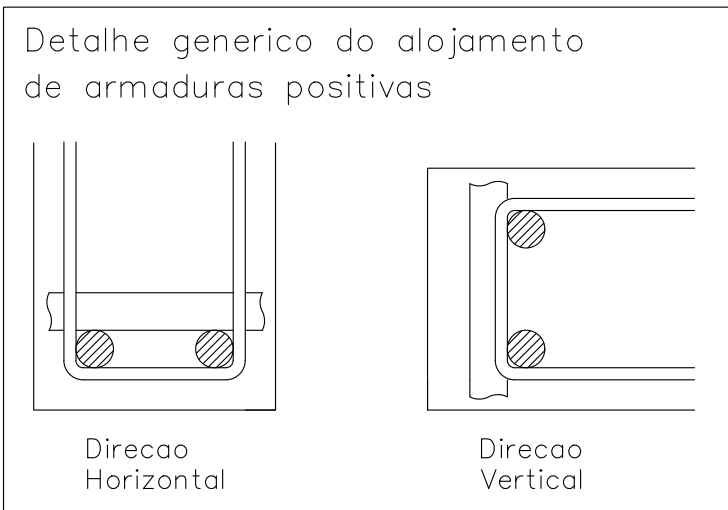 Detalhe generico do alojamento
de armaduras positivas
Direcao
Horizontal
Direcao
Vertical